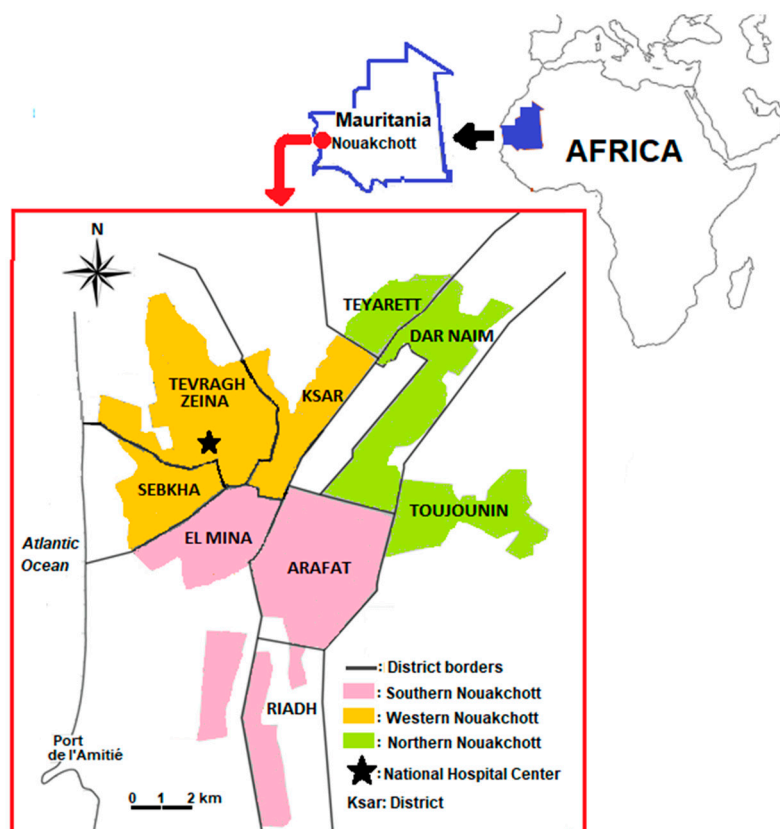 Mauritania
Nouakchott
AFRICA
N
TEYARETT
DAR NAIM
TEVRAGH
ZEINA
KSAR
SEBKHA
TOUJOUNIN
EL MINA
Atlantic
Ocean
ARAFAT
RIADH
: District borders
: Southern Nouakchott
: Western Nouakchott
: Northern Nouakchott
: National Hospital Center
Ksar: District
Port
de l'Amitié
0 1 2 km